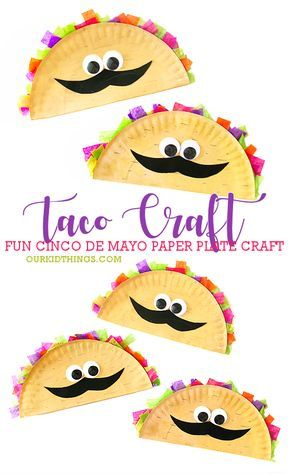 Taco Craft
FUN CINCO DE MAYO PAPER PLATE CRAFT
OURKIDTHINGS.COM